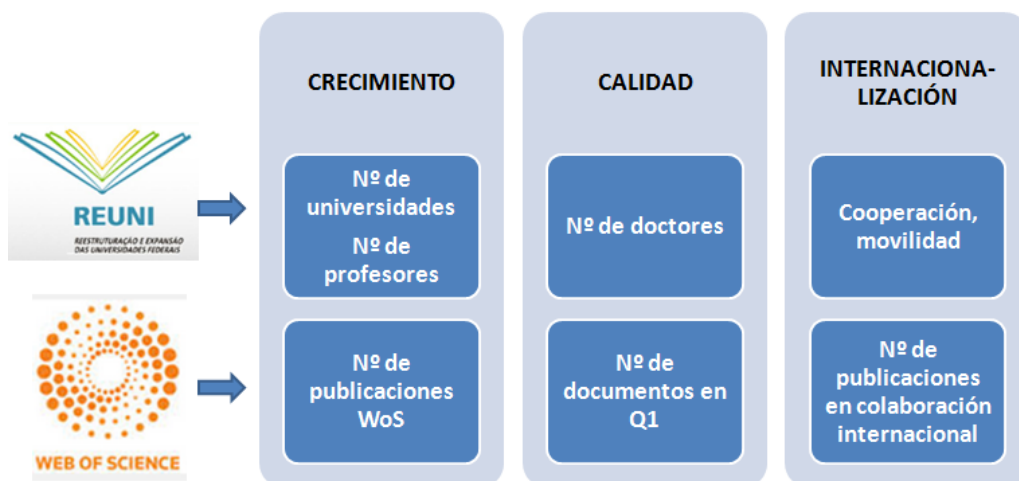 CRECIMIENTO
CALIDAD
INTERNACIONA-
LIZACIÓN
REUNI
REESTRUTURAÇÃO E EXPANSÃO
DAS UNIVERSIDADES FEDERAIS
Nº de
universidades
Nº de
profesores
Nº de doctores
Cooperación,
movilidad
WEB OF SCIENCE
Nº de
publicaciones
WoS
Nº de
documentos en
Q1
Nº de
publicaciones
en colaboración
internacional